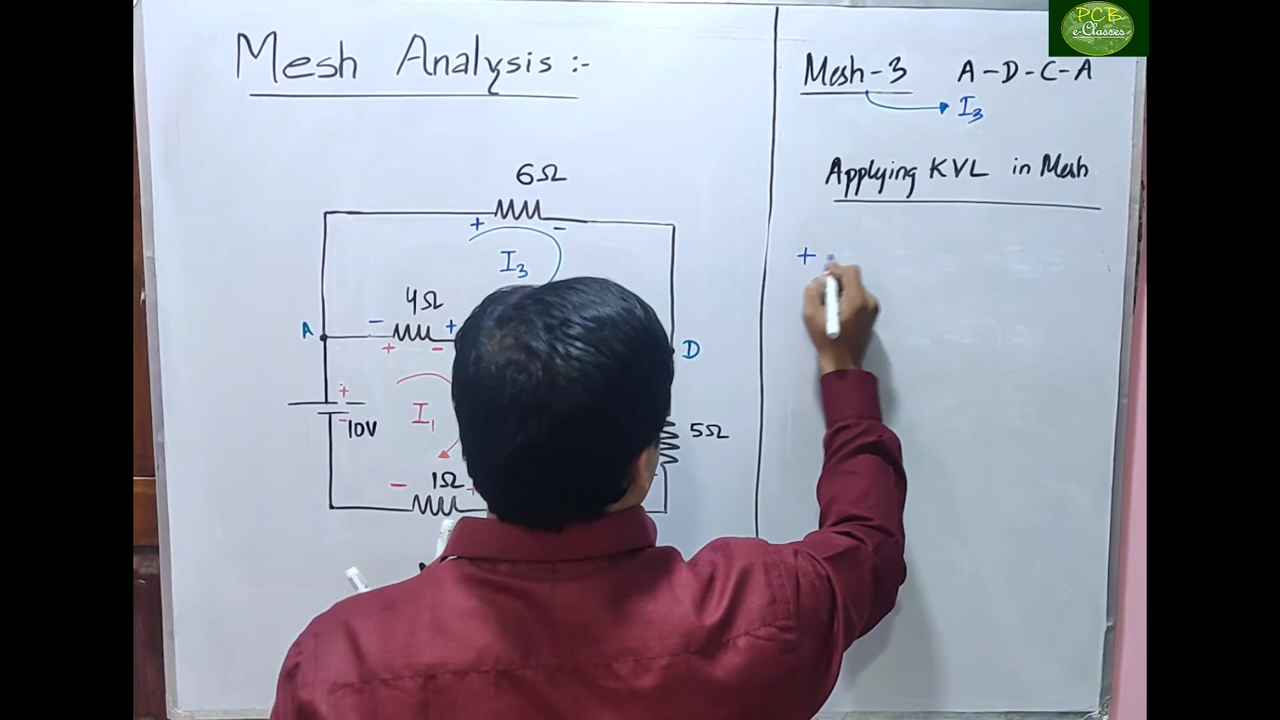 PCB
e-Classes
Mesh Analysis :-
6Ω
+ -
I₃
4Ω
- +
A
+ -
D
+
- 10V
I₁
5Ω
1Ω
- +
Mesh-3 A-D-C-A
I₃
Applying KVL in Mesh
+